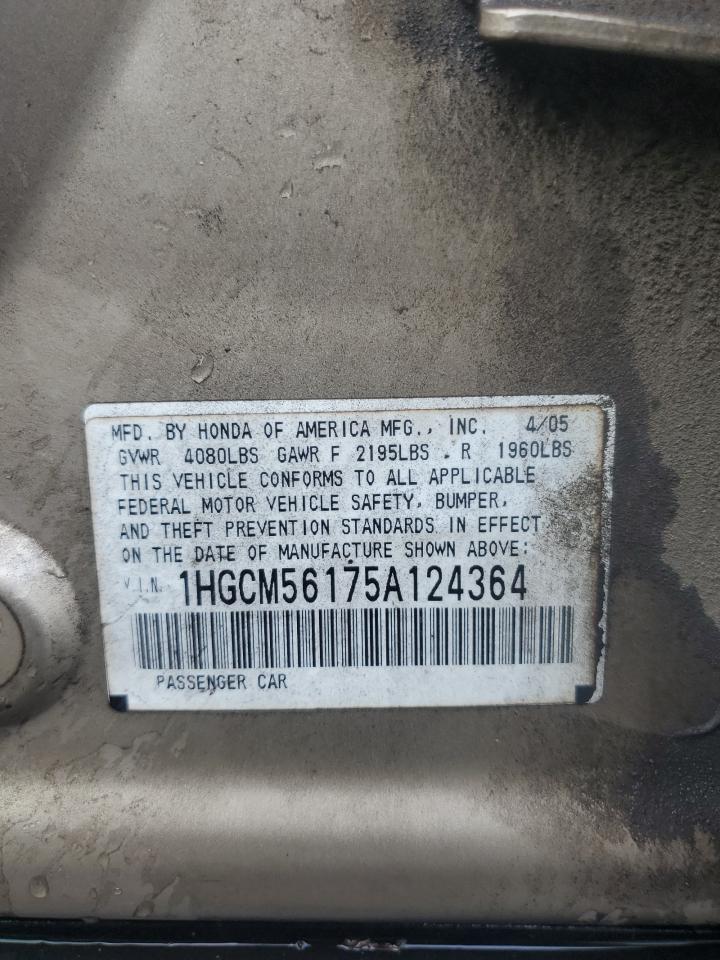 MFD. BY HONDA OF AMERICA MFG., INC. 4/05
GVWR 4080LBS GAWR F 2195LBS . R 1960LBS
THIS VEHICLE CONFORMS TO ALL APPLICABLE
FEDERAL MOTOR VEHICLE SAFETY, BUMPER,
AND THEFT PREVENTION STANDARDS IN EFFECT
ON THE DATE OF MANUFACTURE SHOWN ABOVE:
V.I.N. 1HGCM56175A124364
PASSENGER CAR